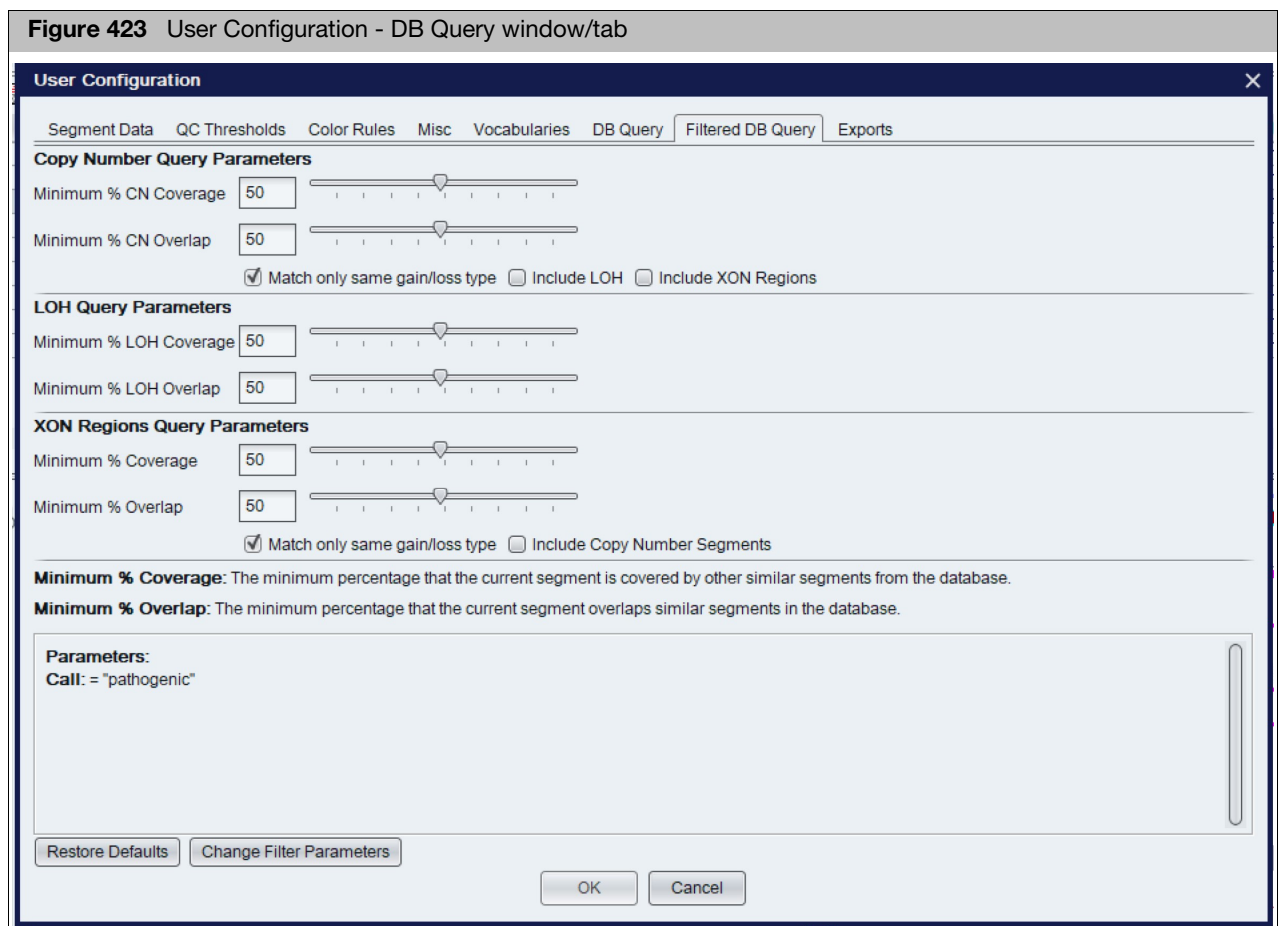 Figure 423 User Configuration - DB Query window/tab
User Configuration
Segment Data QC Thresholds Color Rules Misc Vocabularies DB Query Filtered DB Query Exports
Copy Number Query Parameters
Minimum % CN Coverage 50
Minimum % CN Overlap 50
Match only same gain/loss type Include LOH Include XON Regions
LOH Query Parameters
Minimum % LOH Coverage 50
Minimum % LOH Overlap 50
XON Regions Query Parameters
Minimum % Coverage 50
Minimum % Overlap 50
Match only same gain/loss type Include Copy Number Segments
Minimum % Coverage: The minimum percentage that the current segment is covered by other similar segments from the database.
Minimum % Overlap: The minimum percentage that the current segment overlaps similar segments in the database.
Parameters:
Call: = "pathogenic"
Restore Defaults Change Filter Parameters
OK Cancel